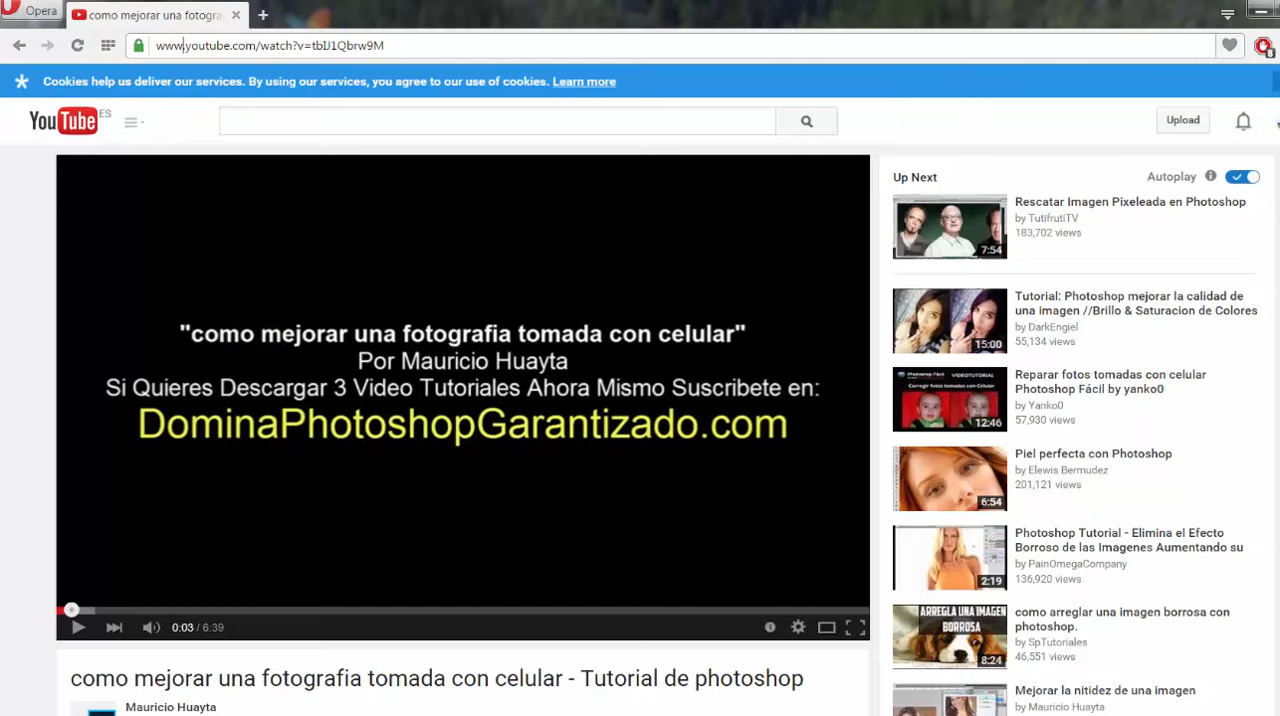 Opera
como mejorar una fotogra
www.youtube.com/watch?v=tbIJ1Qbrw9M
8
Cookies help us deliver our services. By using our services, you agree to our use of cookies. Learn more
YouTube ES
Upload
"como mejorar una fotografia tomada con celular"
Por Mauricio Huayta
Si Quieres Descargar 3 Video Tutoriales Ahora Mismo Suscribete en:
DominaPhotoshopGarantizado.com
0:03 / 6:39
como mejorar una fotografia tomada con celular - Tutorial de photoshop
Mauricio Huayta
Up Next
Autoplay
Rescatar Imagen Pixeleada en Photoshop
by TutifrutiTV
183,702 views
7:54
Tutorial: Photoshop mejorar la calidad de
una imagen //Brillo & Saturacion de Colores
by DarkEngiel
55,134 views
15:00
Reparar fotos tomadas con celular
Photoshop Fácil by yanko0
by Yanko0
57,930 views
Photoshop Fácil VIDEOTUTORIAL
Corregir fotos tomadas con Celular
12:46
Piel perfecta con Photoshop
by Elewis Bermudez
201,121 views
6:54
Photoshop Tutorial - Elimina el Efecto
Borroso de las Imagenes Aumentando su
by PainOmegaCompany
136,920 views
2:19
como arreglar una imagen borrosa con
photoshop.
by SpTutoriales
46,551 views
ARREGLA UNA IMAGEN
BORROSA
8:24
Mejorar la nitidez de una imagen
by Mauricio Huayta